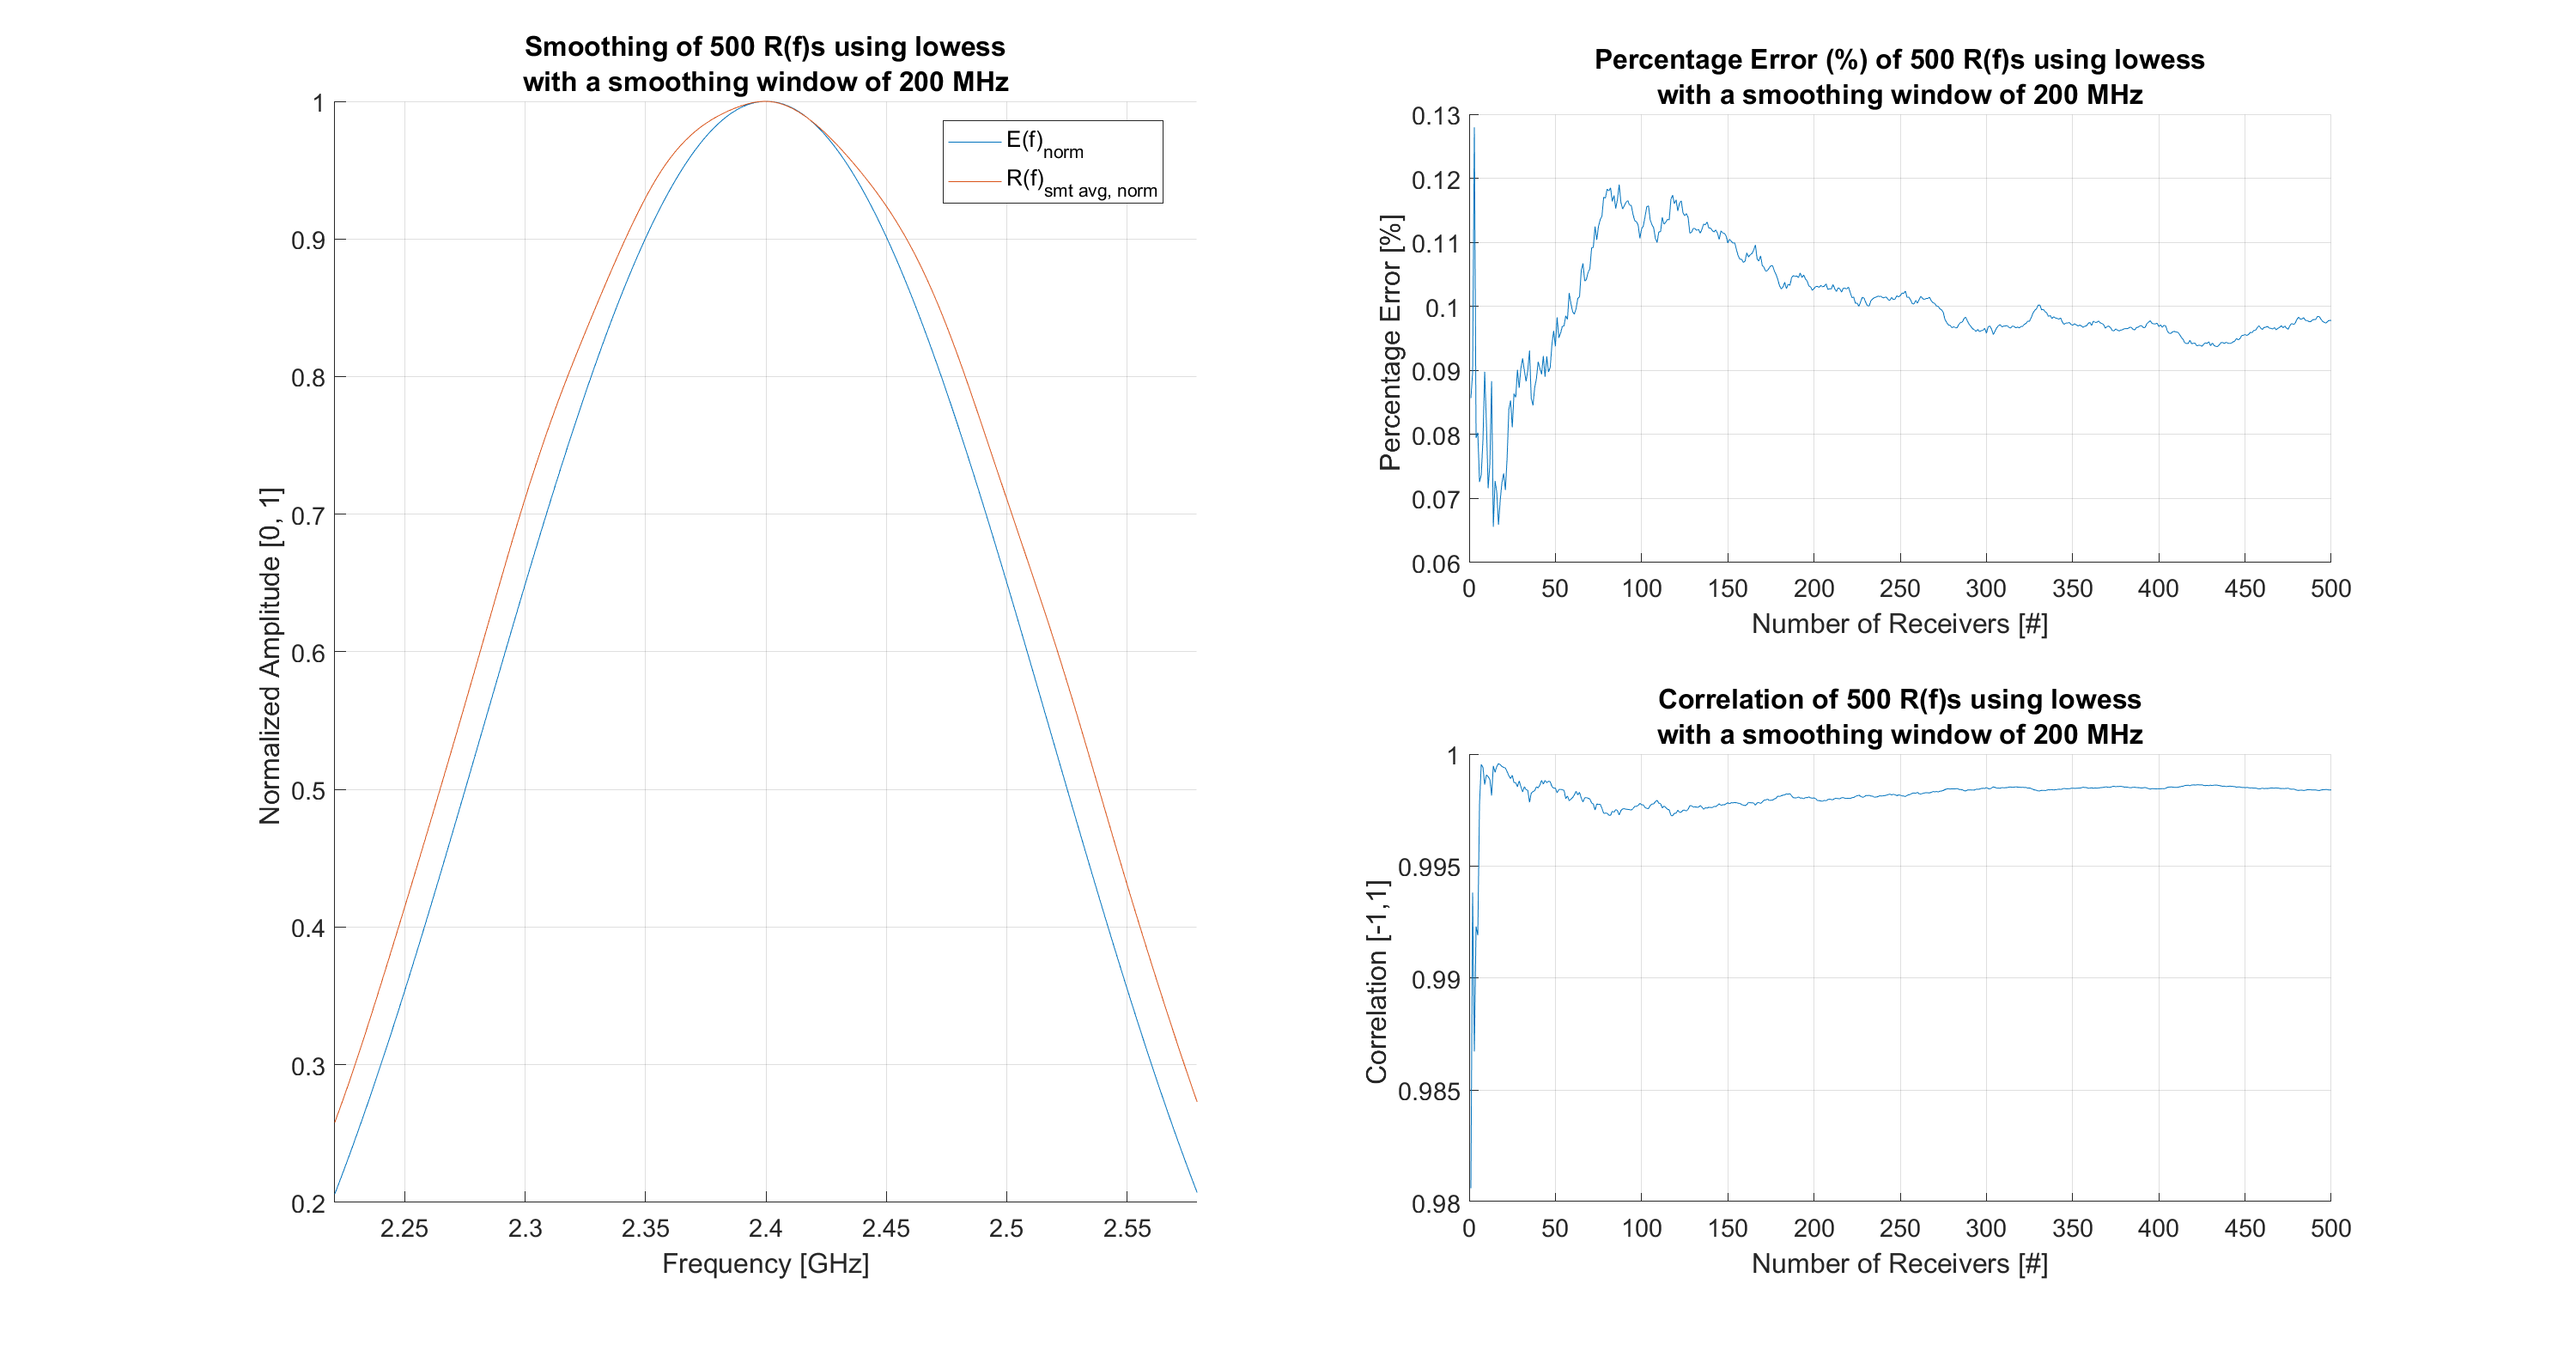 Smoothing of 500 R(f)s using lowess
with a smoothing window of 200 MHz
1
0.9
0.8
0.7
0.6
0.5
0.4
0.3
0.2
Normalized Amplitude [0, 1]
2.25 2.3 2.35 2.4 2.45 2.5 2.55
Frequency [GHz]
E(f)norm
R(f)smt avg, norm
Percentage Error (%) of 500 R(f)s using lowess
with a smoothing window of 200 MHz
0.13
0.12
0.11
0.1
0.09
0.08
0.07
0.06
Percentage Error [%]
0 50 100 150 200 250 300 350 400 450 500
Number of Receivers [#]
Correlation of 500 R(f)s using lowess
with a smoothing window of 200 MHz
1
0.995
0.99
0.985
0.98
Correlation [-1,1]
0 50 100 150 200 250 300 350 400 450 500
Number of Receivers [#]